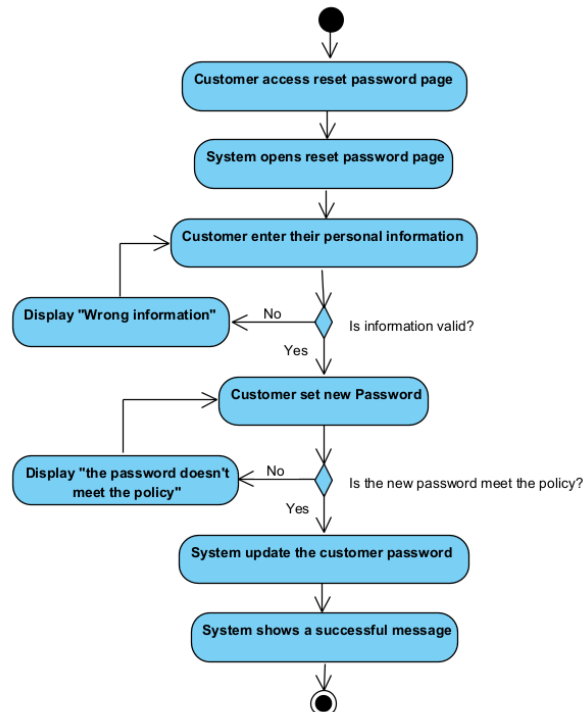 Customer access reset password page
System opens reset password page
Customer enter their personal information
Display "Wrong information"
No
Is information valid?
Yes
Customer set new Password
Display "the password doesn't
meet the policy"
No
Is the new password meet the policy?
Yes
System update the customer password
System shows a successful message